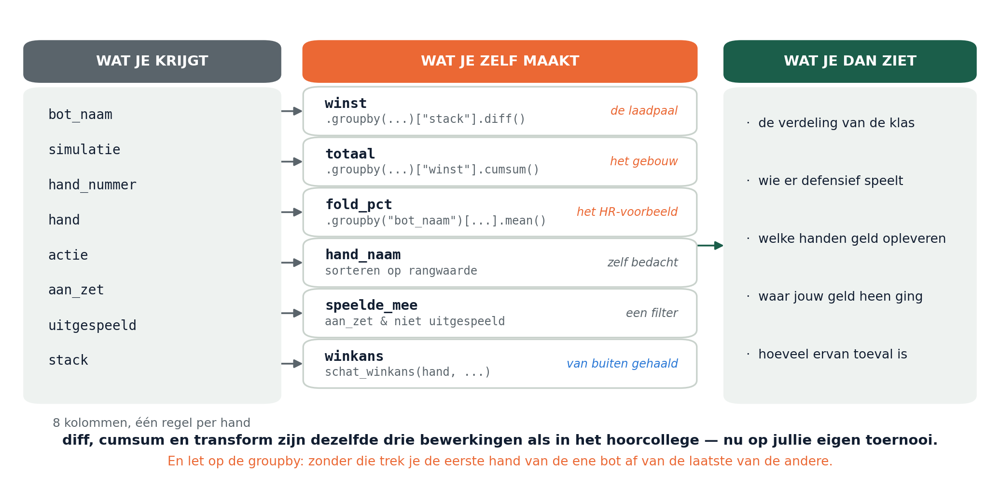 WAT JE KRIJGT
bot_naam
simulatie
hand_nummer
hand
actie
aan_zet
uitgespeeld
stack
8 kolommen, één regel per hand
WAT JE ZELF MAAKT
winst
.groupby(...)["stack"].diff()
de laadpaal
totaal
.groupby(...)["winst"].cumsum()
het gebouw
fold_pct
.groupby("bot_naam")[...].mean()
het HR-voorbeeld
hand_naam
sorteren op rangwaarde
zelf bedacht
speelde_mee
aan_zet & niet uitgespeeld
een filter
winkans
schat_winkans(hand, ...)
van buiten gehaald
WAT JE DAN ZIET
· de verdeling van de klas
· wie er defensief speelt
· welke handen geld opleveren
· waar jouw geld heen ging
· hoeveel ervan toeval is
diff, cumsum en transform zijn dezelfde drie bewerkingen als in het hoorcollege — nu op jullie eigen toernooi.
En let op de groupby: zonder die trek je de eerste hand van de ene bot af van de laatste van de andere.